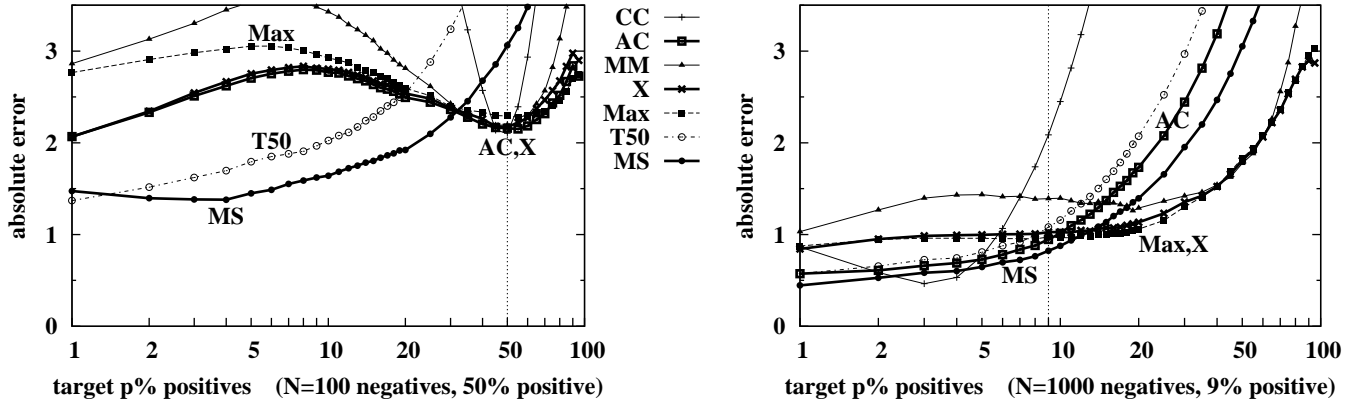 absolute error
3
2
1
0
Max
T50
MS
AC,X
1 2 5 10 20 50 100
target p% positives (N=100 negatives, 50% positive)
CC
AC
MM
X
Max
T50
MS
absolute error
3
2
1
0
AC
MS
Max,X
1 2 5 10 20 50 100
target p% positives (N=1000 negatives, 9% positive)